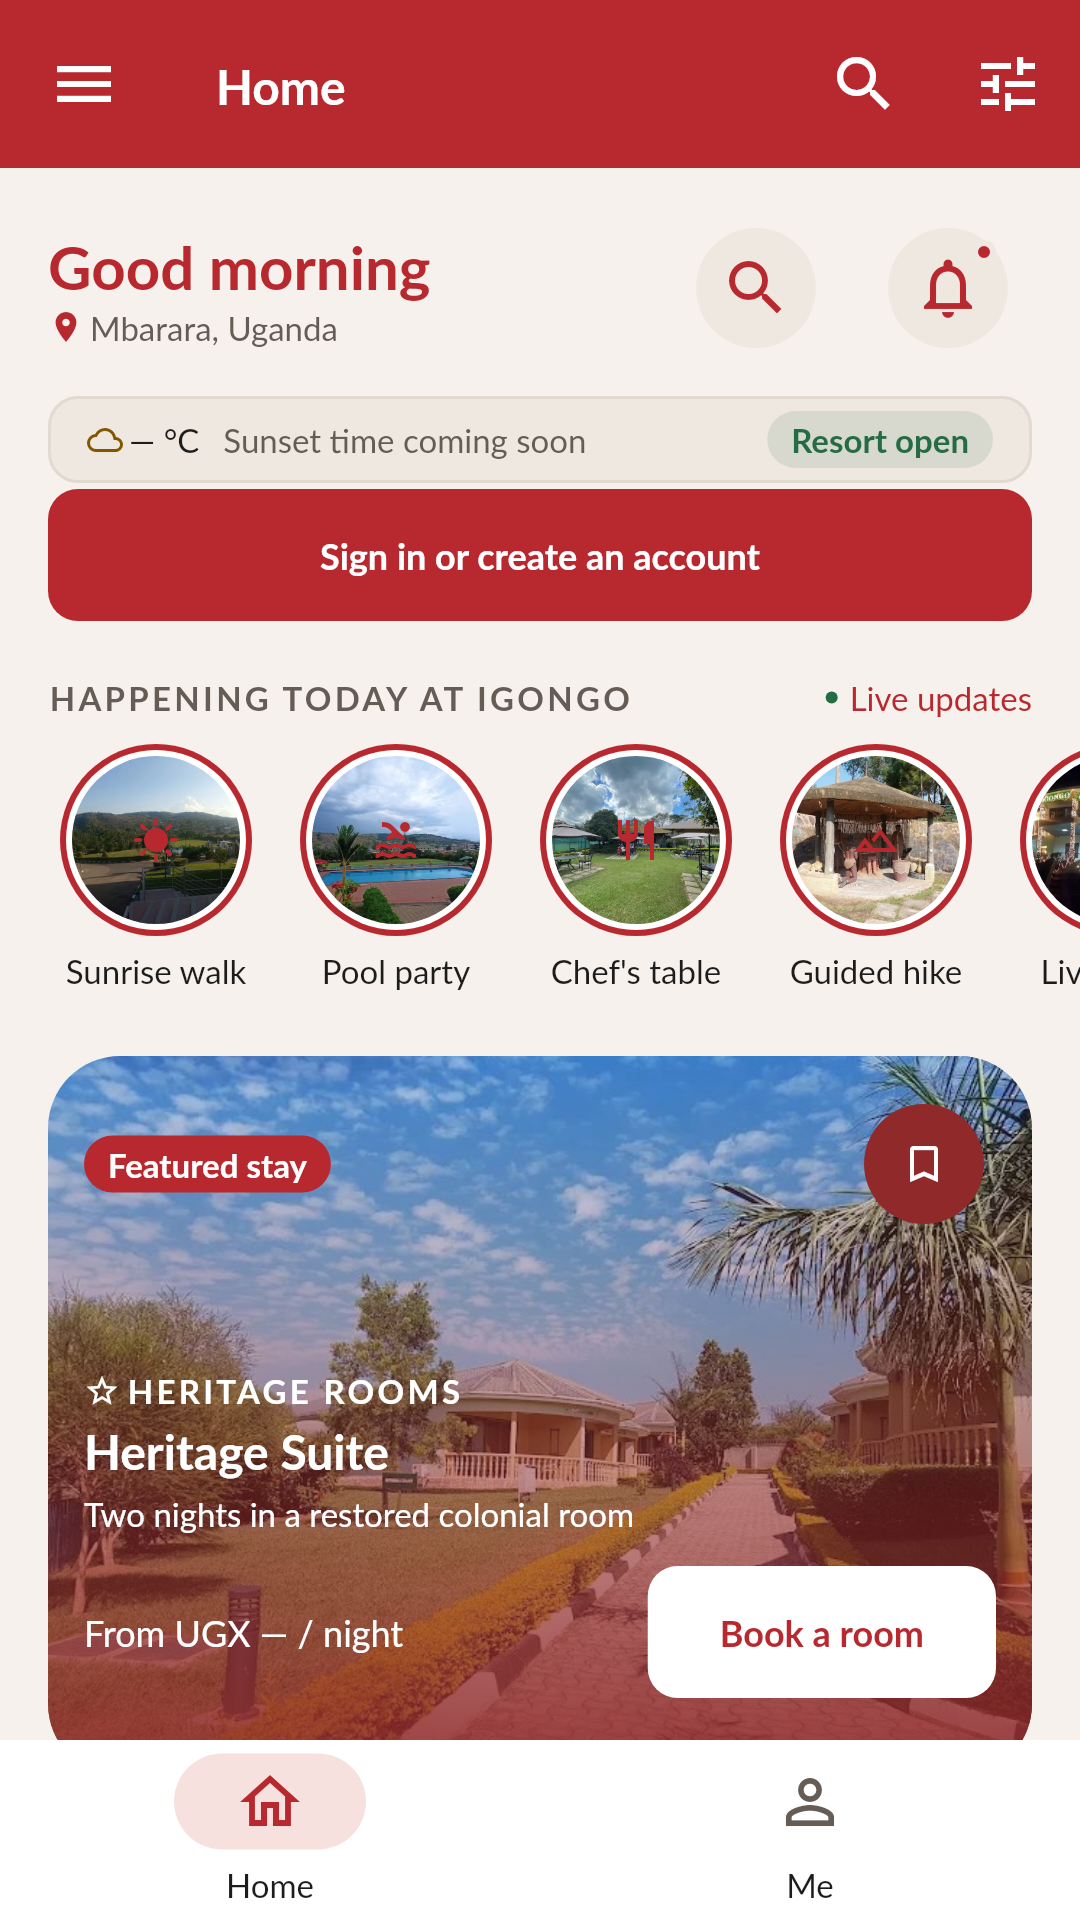 Home
Good morning
Mbarara, Uganda
— °C Sunset time coming soon Resort open
Sign in or create an account
HAPPENING TODAY AT IGONGO • Live updates
Sunrise walk Pool party Chef's table Guided hike Liv
Featured stay
HERITAGE ROOMS
Heritage Suite
Two nights in a restored colonial room
From UGX — / night Book a room
Home Me